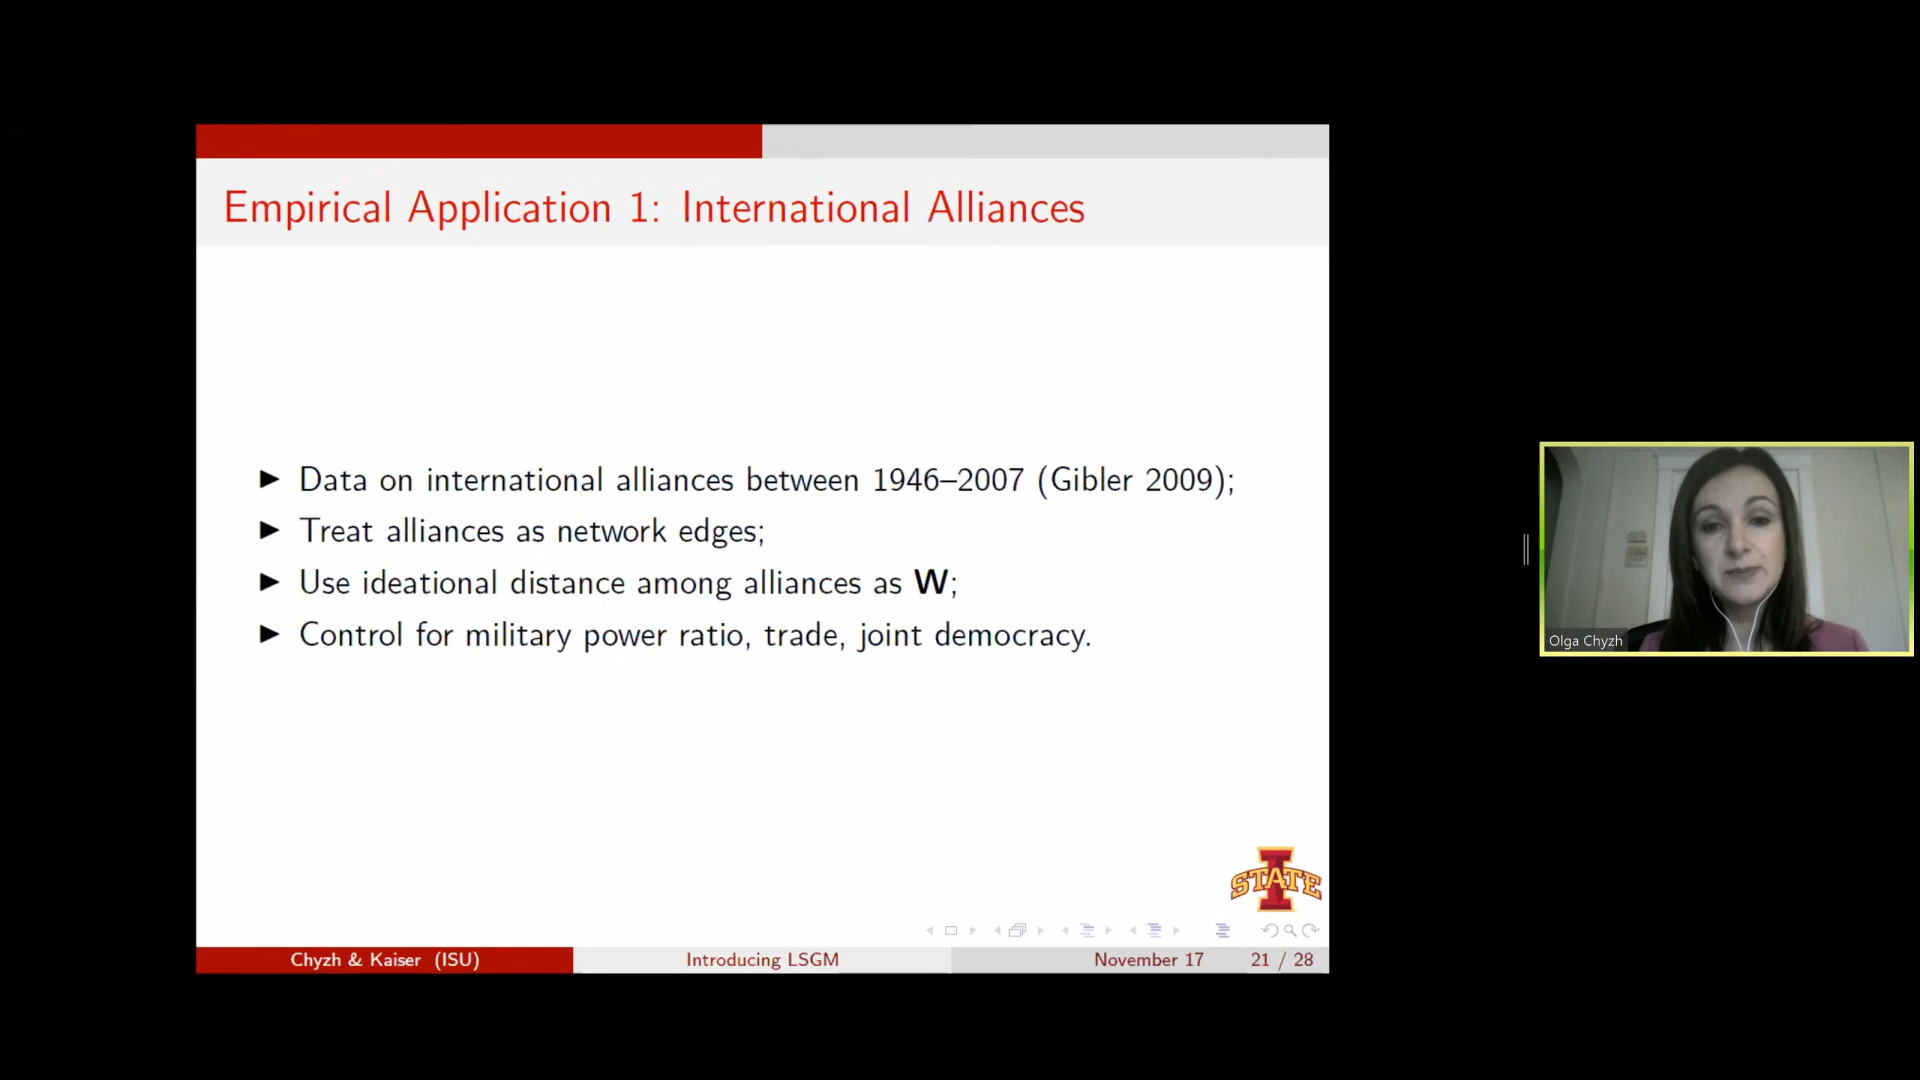 Empirical Application 1: International Alliances
► Data on international alliances between 1946–2007 (Gibler 2009);
► Treat alliances as network edges;
► Use ideational distance among alliances as W;
► Control for military power ratio, trade, joint democracy.
Olga Chyzh
STATE
Chyzh & Kaiser (ISU) Introducing LSGM November 17 21 / 28